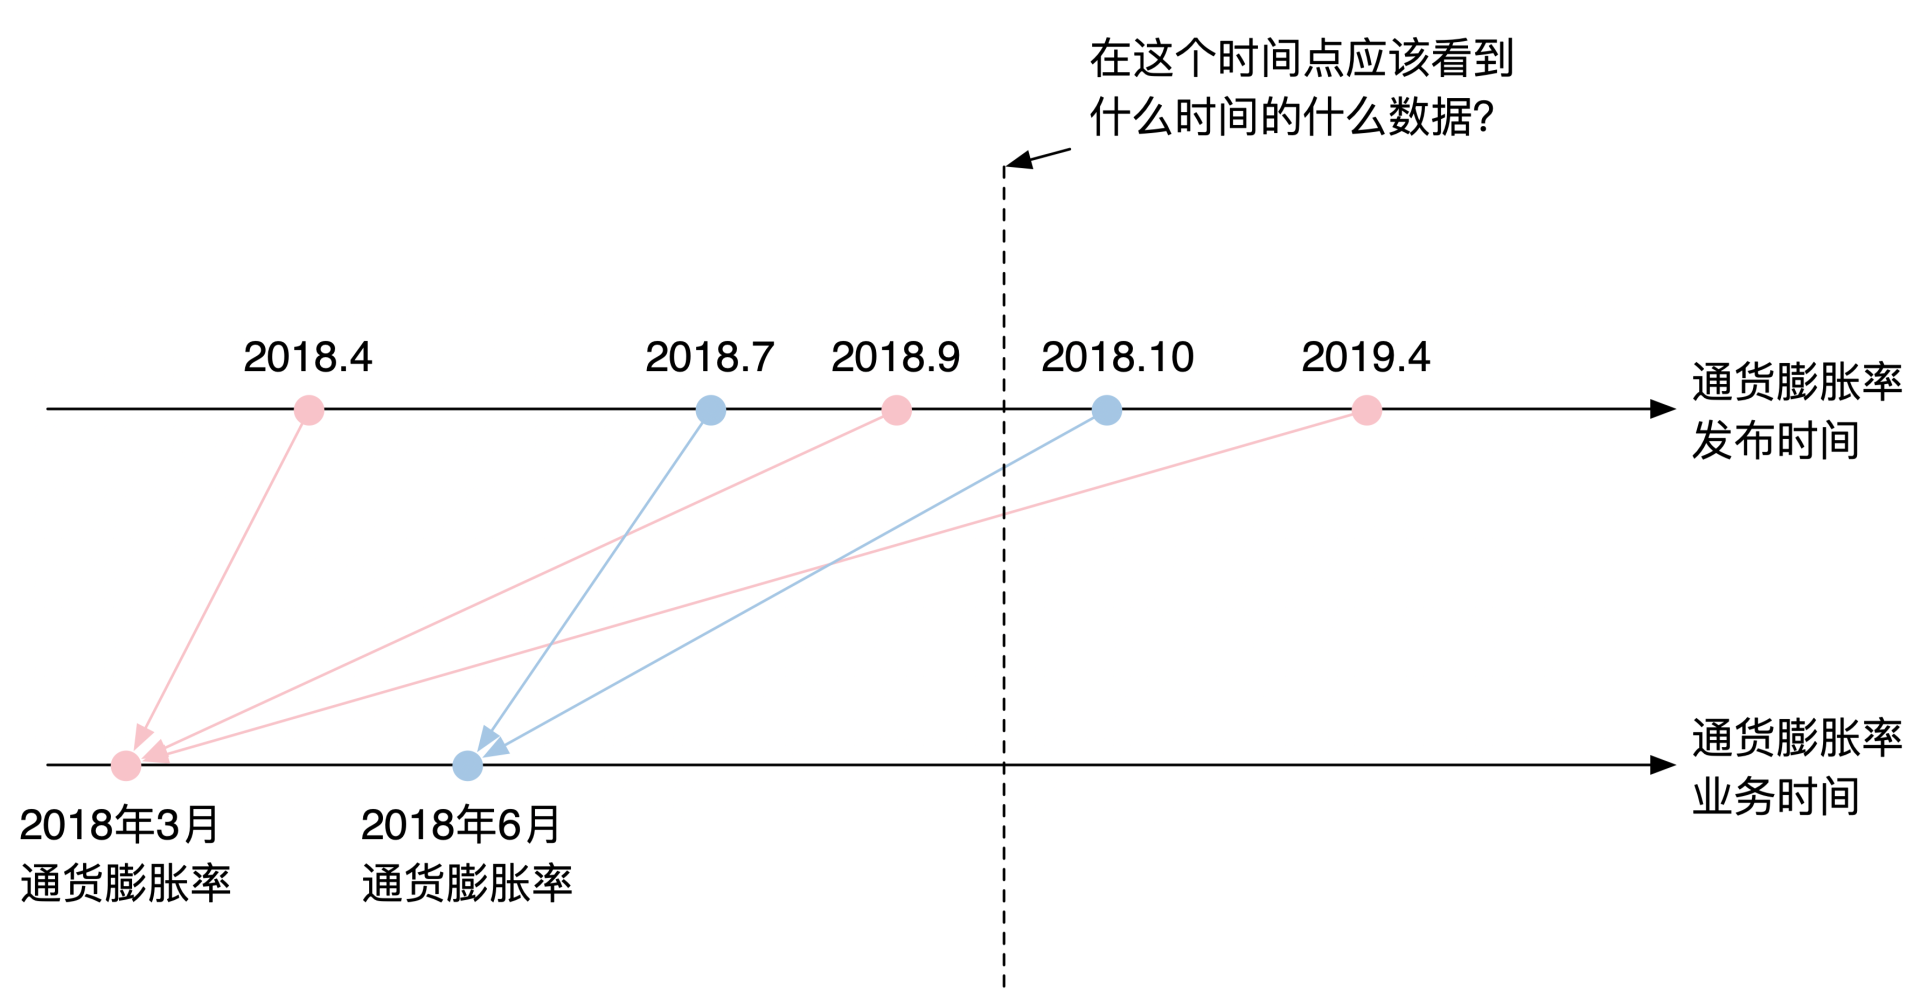 在这个时间点应该看到
什么时间的什么数据?
2018.4
2018.7
2018.9
2018.10
2019.4
通货膨胀率
发布时间
通货膨胀率
业务时间
2018年3月
通货膨胀率
2018年6月
通货膨胀率